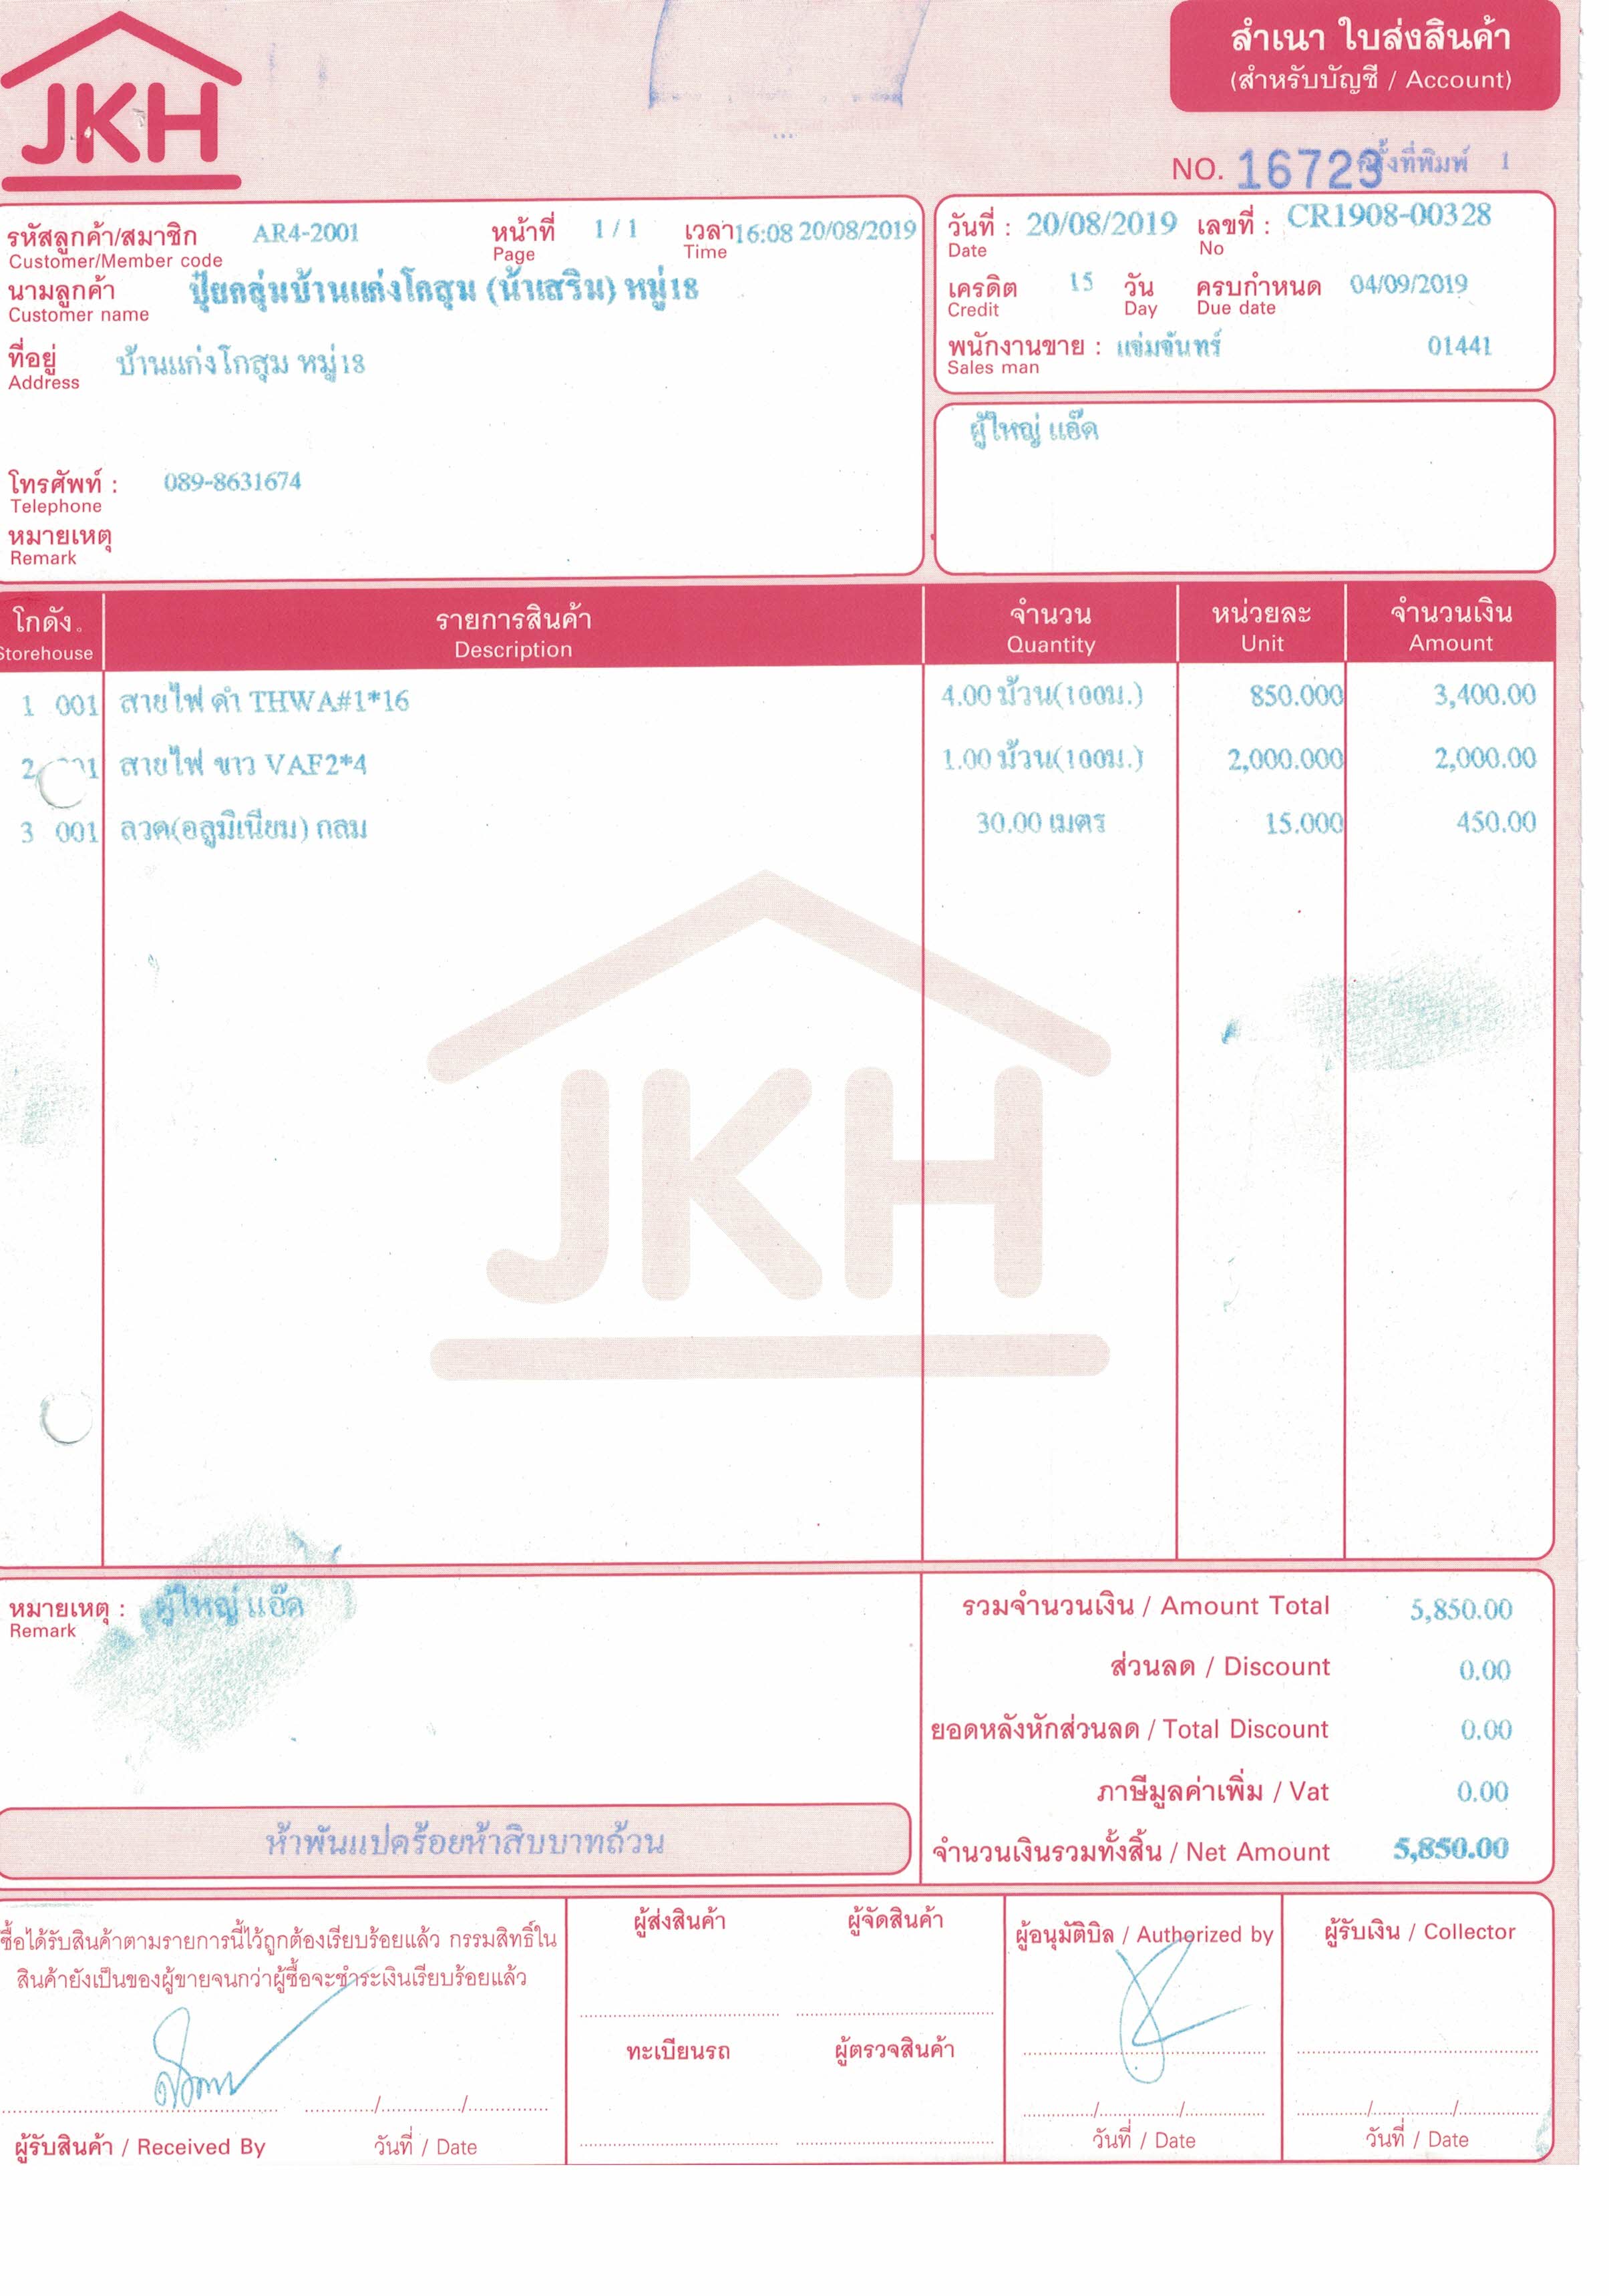 JKH
สำเนา ใบส่งสินค้า
(สำหรับบัญชี / Account)
NO. 16723 ครั้งที่พิมพ์ 1
รหัสลูกค้า/สมาชิก AR4-2001 หน้าที่ 1 / 1 เวลา 16:08 20/08/2019
Customer/Member code Page Time
นามลูกค้า ปุ๋ยกลุ่มบ้านแก่งโกสุม (น้าเสริม) หมู่18
Customer name
ที่อยู่ บ้านแก่งโกสุม หมู่18
Address
โทรศัพท์ : 089-8631674
Telephone
หมายเหตุ
Remark
วันที่ : 20/08/2019 เลขที่ : CR1908-00328
Date No
เครดิต 15 วัน ครบกำหนด 04/09/2019
Credit Day Due date
พนักงานขาย : แจ่มจันทร์ 01441
Sales man
ผู้ใหญ่ แอ๊ด
โกดัง รายการสินค้า จำนวน หน่วยละ จำนวนเงิน
Storehouse Description Quantity Unit Amount
1 001 สายไฟ ดำ THWA#1*16 4.00 ม้วน(100ม.) 850.000 3,400.00
2 สายไฟ ขาว VAF2*4 1.00 ม้วน(100ม.) 2,000.000 2,000.00
3 001 ลวด(อลูมิเนียม) กลม 30.00 เมตร 15.000 450.00
JKH
หมายเหตุ : ผู้ใหญ่ แอ๊ด
Remark
รวมจำนวนเงิน / Amount Total 5,850.00
ส่วนลด / Discount 0.00
ยอดหลังหักส่วนลด / Total Discount 0.00
ภาษีมูลค่าเพิ่ม / Vat 0.00
ห้าพันแปดร้อยห้าสิบบาทถ้วน
จำนวนเงินรวมทั้งสิ้น / Net Amount 5,850.00
ซื้อได้รับสินค้าตามรายการนี้ไว้ถูกต้องเรียบร้อยแล้ว กรรมสิทธิ์ใน
สินค้ายังเป็นของผู้ขายจนกว่าผู้ซื้อจะชำระเงินเรียบร้อยแล้ว
ผู้รับสินค้า / Received By วันที่ / Date
ผู้ส่งสินค้า ผู้จัดสินค้า
ทะเบียนรถ ผู้ตรวจสินค้า
ผู้อนุมัติบิล / Authorized by
วันที่ / Date
ผู้รับเงิน / Collector
วันที่ / Date